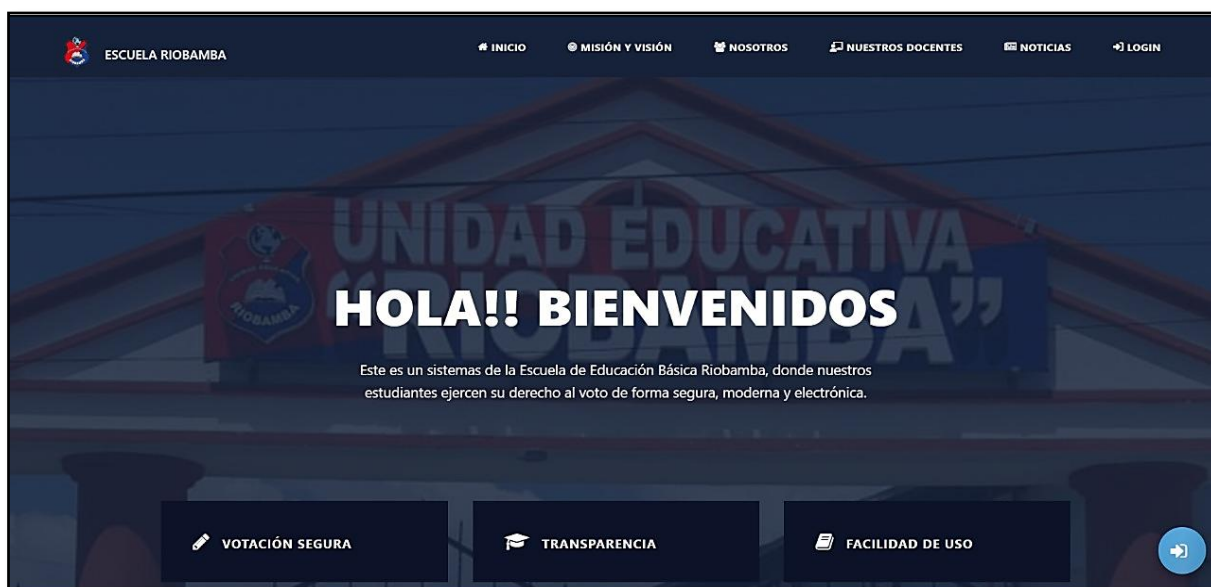 ESCUELA RIOBAMBA
INICIO
MISIÓN Y VISIÓN
NOSOTROS
NUESTROS DOCENTES
NOTICIAS
LOGIN
UNIDAD EDUCATIVA
"RIOBAMBA"
RIOBAMBA
HOLA!! BIENVENIDOS
Este es un sistemas de la Escuela de Educación Básica Riobamba, donde nuestros
estudiantes ejercen su derecho al voto de forma segura, moderna y electrónica.
VOTACIÓN SEGURA
TRANSPARENCIA
FACILIDAD DE USO